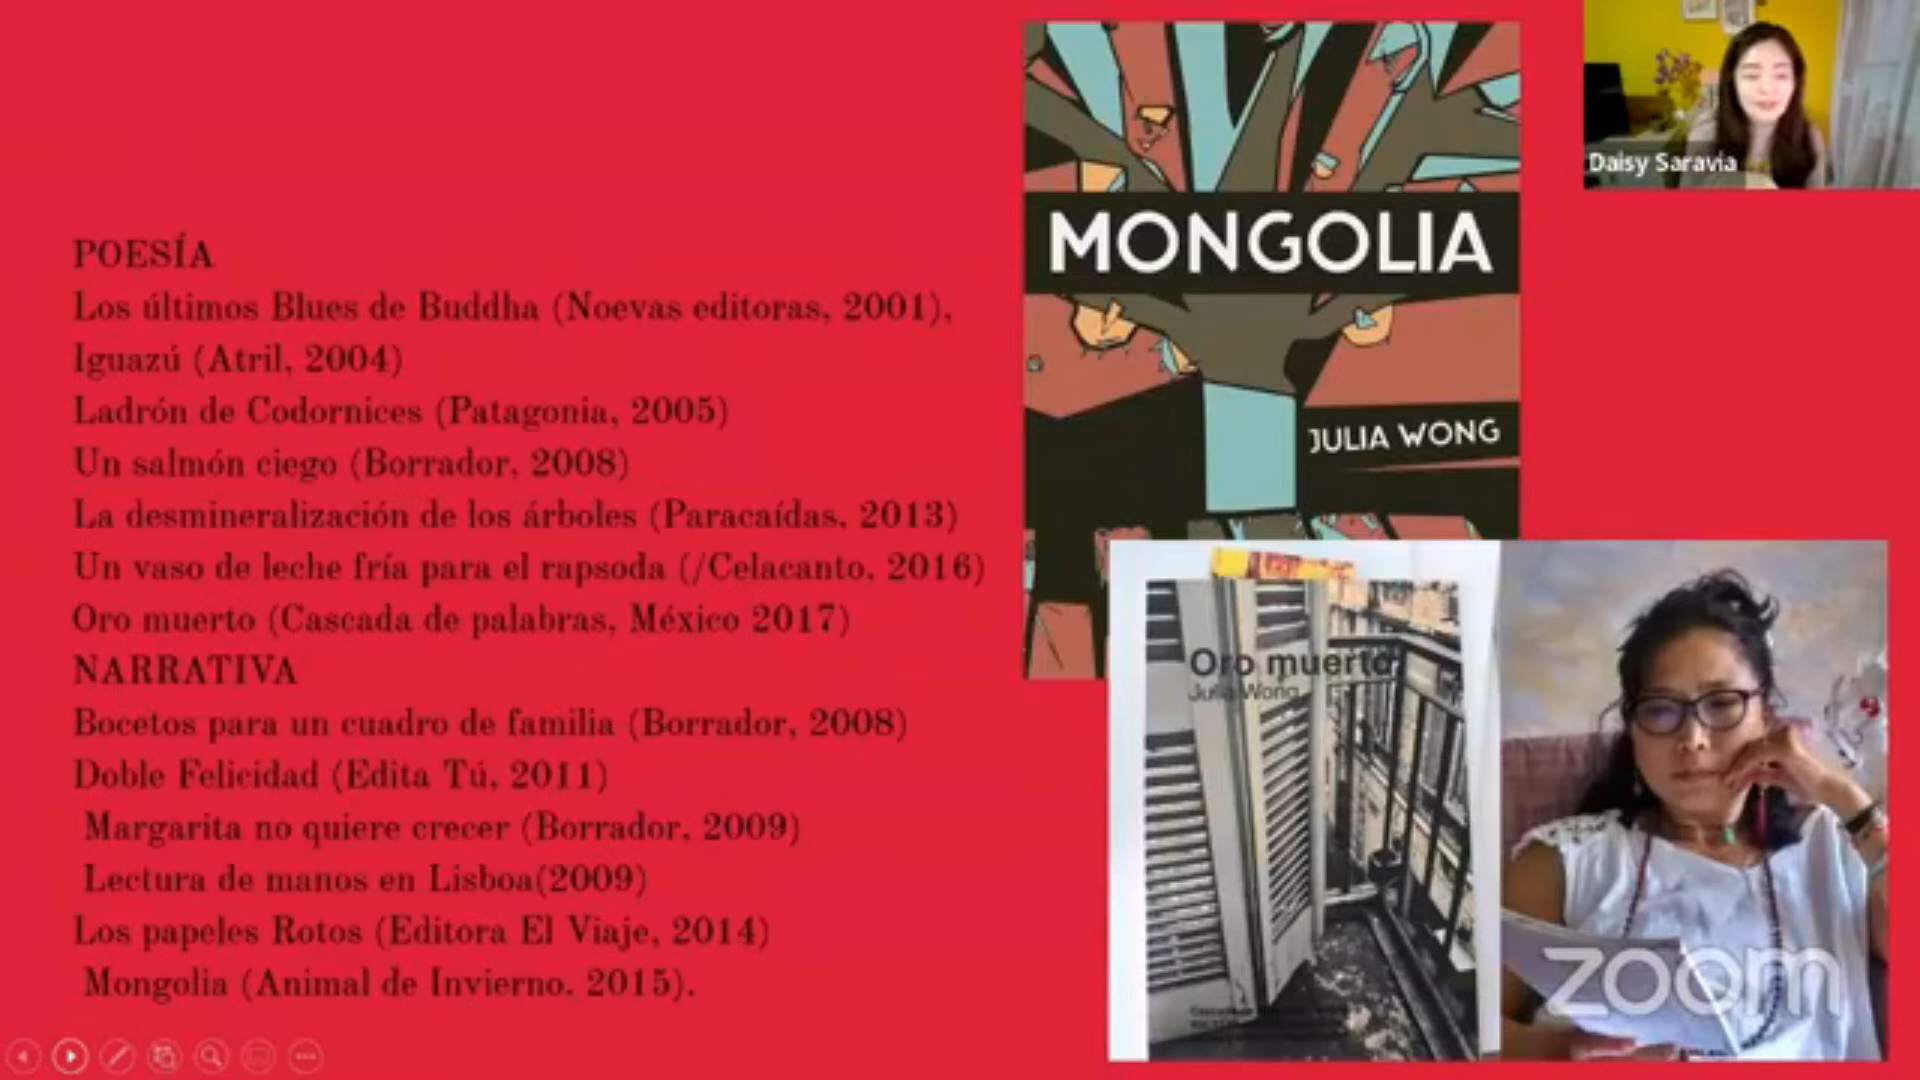 POESÍA
Los últimos Blues de Buddha (Noevas editoras, 2001),
Iguazú (Atril, 2004)
Ladrón de Codornices (Patagonia, 2005)
Un salmón ciego (Borrador, 2008)
La desmineralización de los árboles (Paracaídas, 2013)
Un vaso de leche fría para el rapsoda (/Celacanto, 2016)
Oro muerto (Cascada de palabras, México 2017)
NARRATIVA
Bocetos para un cuadro de familia (Borrador, 2008)
Doble Felicidad (Edita Tú, 2011)
Margarita no quiere crecer (Borrador, 2009)
Lectura de manos en Lisboa(2009)
Los papeles Rotos (Editora El Viaje, 2014)
Mongolia (Animal de Invierno, 2015).
MONGOLIA
JULIA WONG
Daisy Saravia
Oro muerto
Julia Wong
zoom